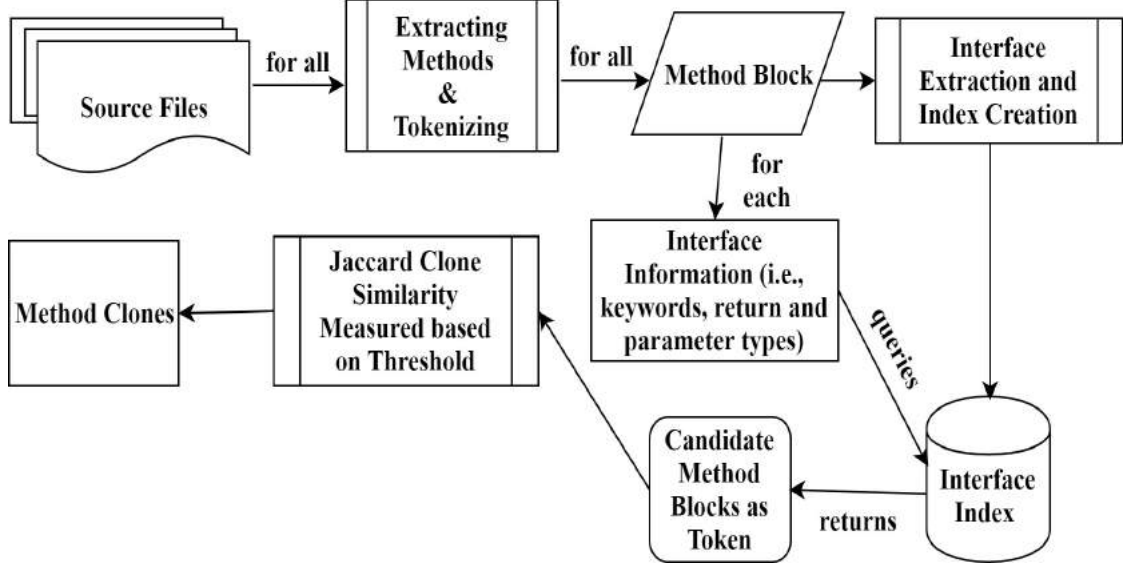 Source Files
for all
Extracting
Methods
&
Tokenizing
for all
Method Block
Interface
Extraction and
Index Creation
for
each
Interface
Information (i.e.,
keywords, return and
parameter types)
queries
Interface
Index
returns
Candidate
Method
Blocks as
Token
Jaccard Clone
Similarity
Measured based
on Threshold
Method Clones